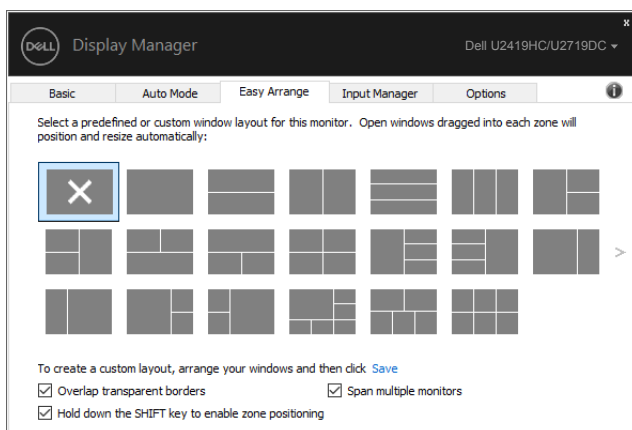 x
DELL Display Manager Dell U2419HC/U2719DC
Basic Auto Mode Easy Arrange Input Manager Options i
Select a predefined or custom window layout for this monitor. Open windows dragged into each zone will
position and resize automatically:
>
To create a custom layout, arrange your windows and then click Save
Overlap transparent borders Span multiple monitors
Hold down the SHIFT key to enable zone positioning